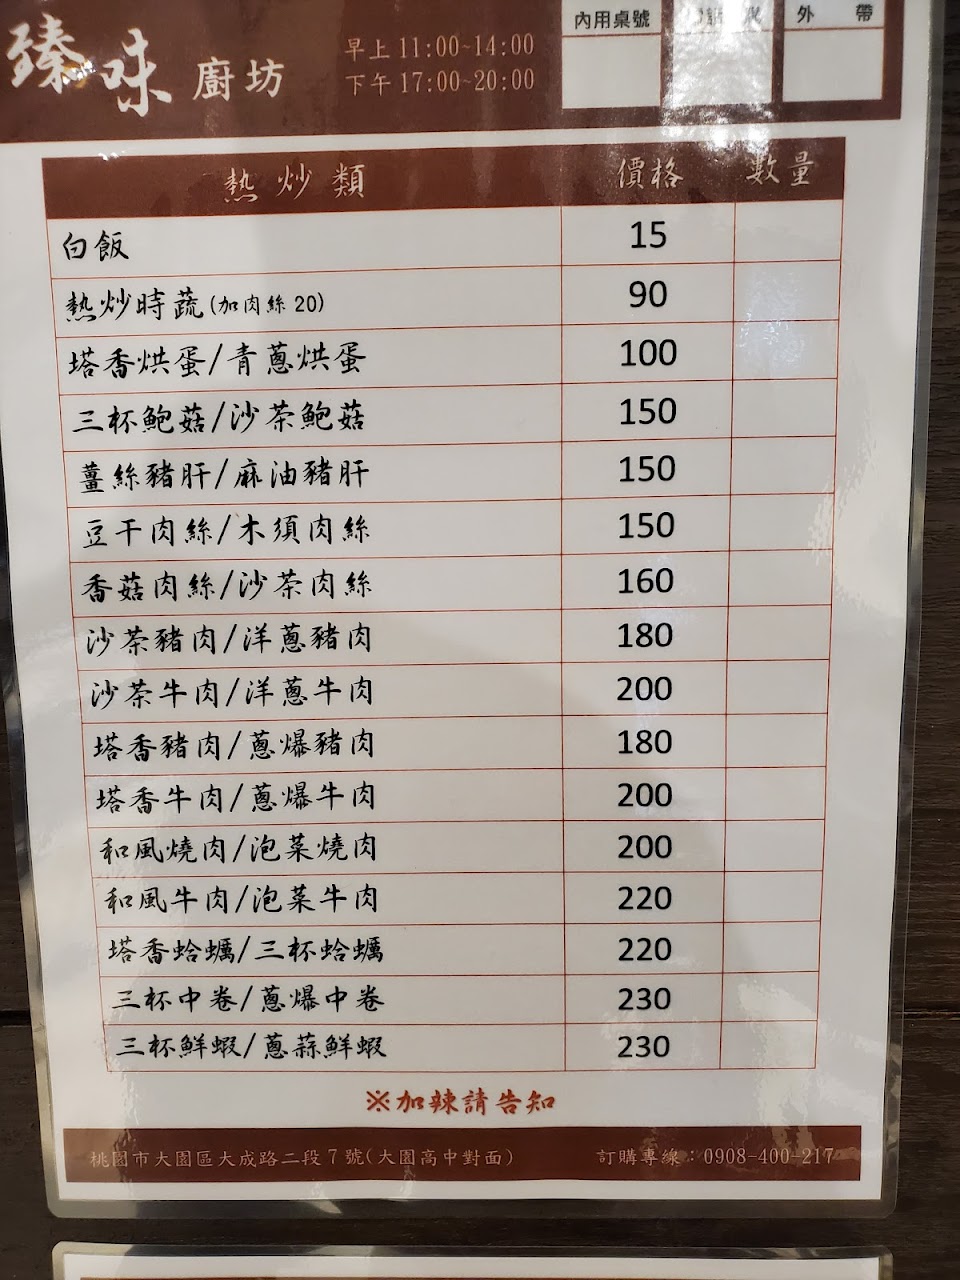 臻味廚坊
早上11:00~14:00
下午17:00~20:00
內用桌號
外 帶
熱炒類 價格 數量
白飯 15
熱炒時蔬(加肉絲20) 90
塔香烘蛋/青蔥烘蛋 100
三杯鮑菇/沙茶鮑菇 150
薑絲豬肝/麻油豬肝 150
豆干肉絲/木須肉絲 150
香菇肉絲/沙茶肉絲 160
沙茶豬肉/洋蔥豬肉 180
沙茶牛肉/洋蔥牛肉 200
塔香豬肉/蔥爆豬肉 180
塔香牛肉/蔥爆牛肉 200
和風燒肉/泡菜燒肉 200
和風牛肉/泡菜牛肉 220
塔香蛤蠣/三杯蛤蠣 220
三杯中卷/蔥爆中卷 230
三杯鮮蝦/蔥蒜鮮蝦 230
※加辣請告知
桃園市大園區大成路二段7號(大園高中對面) 訂購專線：0908-400-217